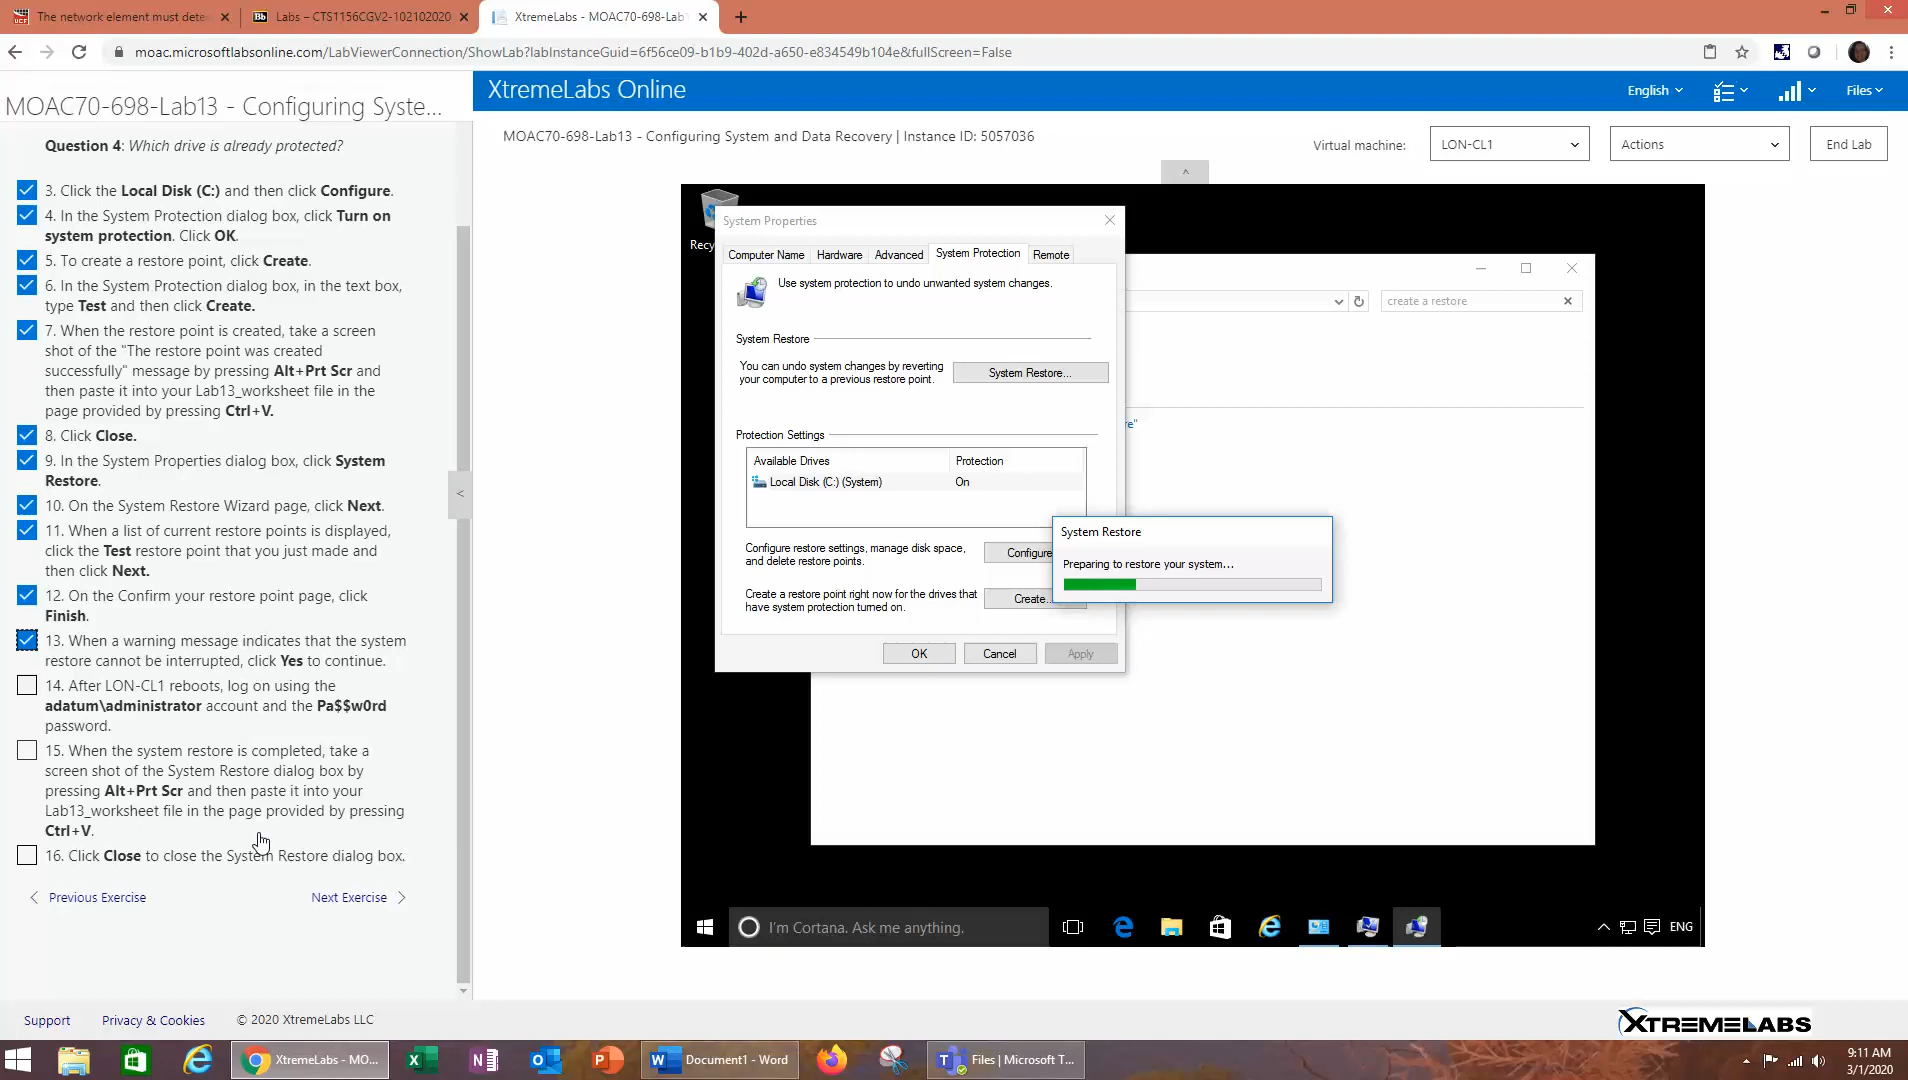 The network element must dete
Labs – CTS1156CGV2-102102020
XtremeLabs - MOAC70-698-Lab1
moac.microsoftlabsonline.com/LabViewerConnection/ShowLab?labInstanceGuid=6f56ce09-b1b9-402d-a650-e834549b104e&fullScreen=False
MOAC70-698-Lab13 - Configuring Syste...
Question 4: Which drive is already protected?
3. Click the Local Disk (C:) and then click Configure.
4. In the System Protection dialog box, click Turn on
system protection. Click OK.
5. To create a restore point, click Create.
6. In the System Protection dialog box, in the text box,
type Test and then click Create.
7. When the restore point is created, take a screen
shot of the "The restore point was created
successfully" message by pressing Alt+Prt Scr and
then paste it into your Lab13_worksheet file in the
page provided by pressing Ctrl+V.
8. Click Close.
9. In the System Properties dialog box, click System
Restore.
10. On the System Restore Wizard page, click Next.
11. When a list of current restore points is displayed,
click the Test restore point that you just made and
then click Next.
12. On the Confirm your restore point page, click
Finish.
13. When a warning message indicates that the system
restore cannot be interrupted, click Yes to continue.
14. After LON-CL1 reboots, log on using the
adatum\administrator account and the Pa$$w0rd
password.
15. When the system restore is completed, take a
screen shot of the System Restore dialog box by
pressing Alt+Prt Scr and then paste it into your
Lab13_worksheet file in the page provided by pressing
Ctrl+V.
16. Click Close to close the System Restore dialog box.
Previous Exercise
Next Exercise
XtremeLabs Online
English
Files
MOAC70-698-Lab13 - Configuring System and Data Recovery | Instance ID: 5057036
Virtual machine:
LON-CL1
Actions
End Lab
Recy
System Properties
Computer Name
Hardware
Advanced
System Protection
Remote
Use system protection to undo unwanted system changes.
System Restore
You can undo system changes by reverting
your computer to a previous restore point.
System Restore...
Protection Settings
Available Drives
Protection
Local Disk (C:) (System)
On
Configure restore settings, manage disk space,
and delete restore points.
Configure
Create a restore point right now for the drives that
have system protection turned on.
Create..
OK
Cancel
Apply
create a restore
re"
System Restore
Preparing to restore your system...
I'm Cortana. Ask me anything.
ENG
Support
Privacy & Cookies
© 2020 XtremeLabs LLC
XTREMELABS
XtremeLabs - MO...
Document1 - Word
Files | Microsoft T...
9:11 AM
3/1/2020